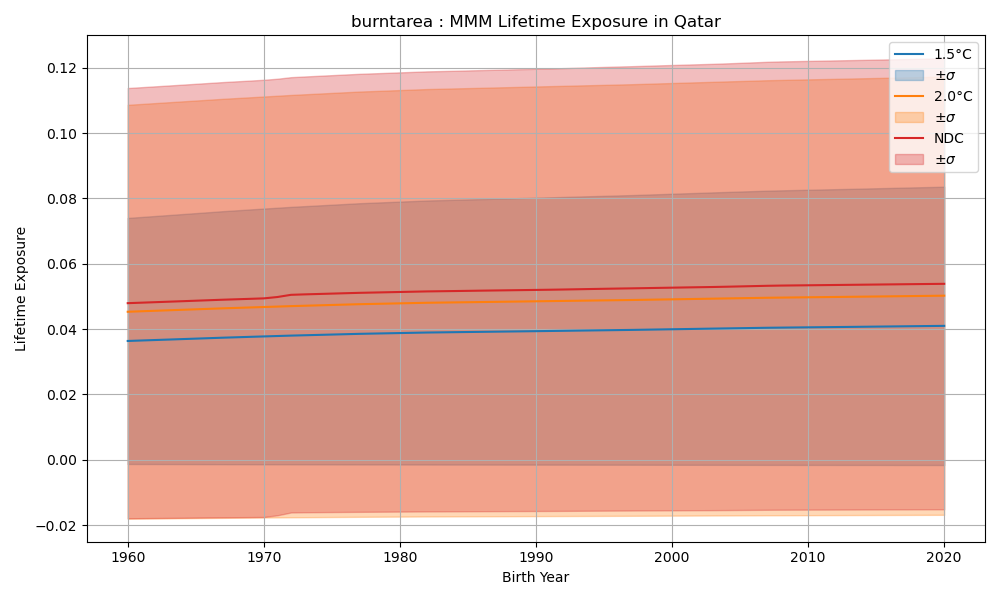 burntarea : MMM Lifetime Exposure in Qatar
0.12
0.10
0.08
0.06
0.04
0.02
0.00
−0.02
Lifetime Exposure
1.5°C
±σ
2.0°C
±σ
NDC
±σ
1960 1970 1980 1990 2000 2010 2020
Birth Year